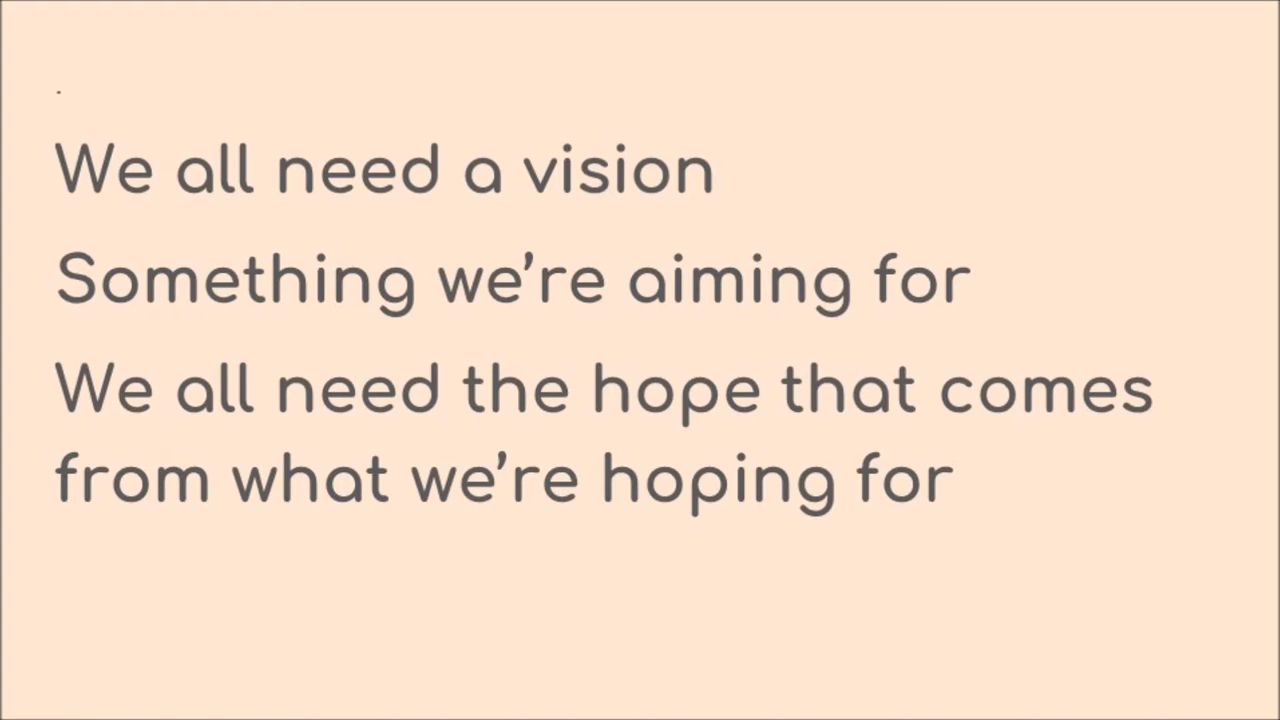 .
We all need a vision
Something we’re aiming for
We all need the hope that comes
from what we’re hoping for